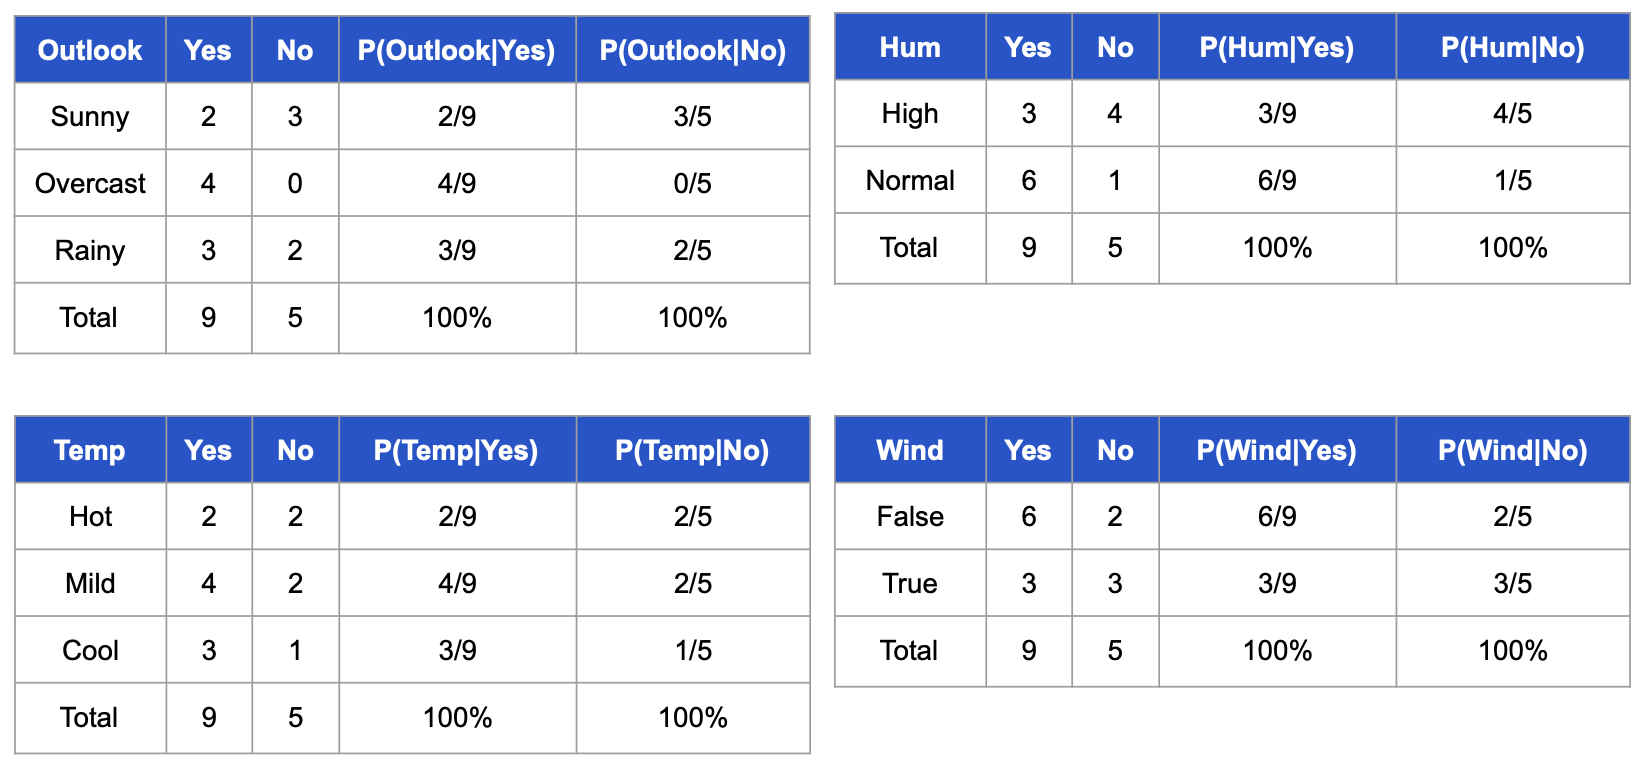 Outlook Yes No P(Outlook|Yes) P(Outlook|No)
Sunny 2 3 2/9 3/5
Overcast 4 0 4/9 0/5
Rainy 3 2 3/9 2/5
Total 9 5 100% 100%
Hum Yes No P(Hum|Yes) P(Hum|No)
High 3 4 3/9 4/5
Normal 6 1 6/9 1/5
Total 9 5 100% 100%
Temp Yes No P(Temp|Yes) P(Temp|No)
Hot 2 2 2/9 2/5
Mild 4 2 4/9 2/5
Cool 3 1 3/9 1/5
Total 9 5 100% 100%
Wind Yes No P(Wind|Yes) P(Wind|No)
False 6 2 6/9 2/5
True 3 3 3/9 3/5
Total 9 5 100% 100%